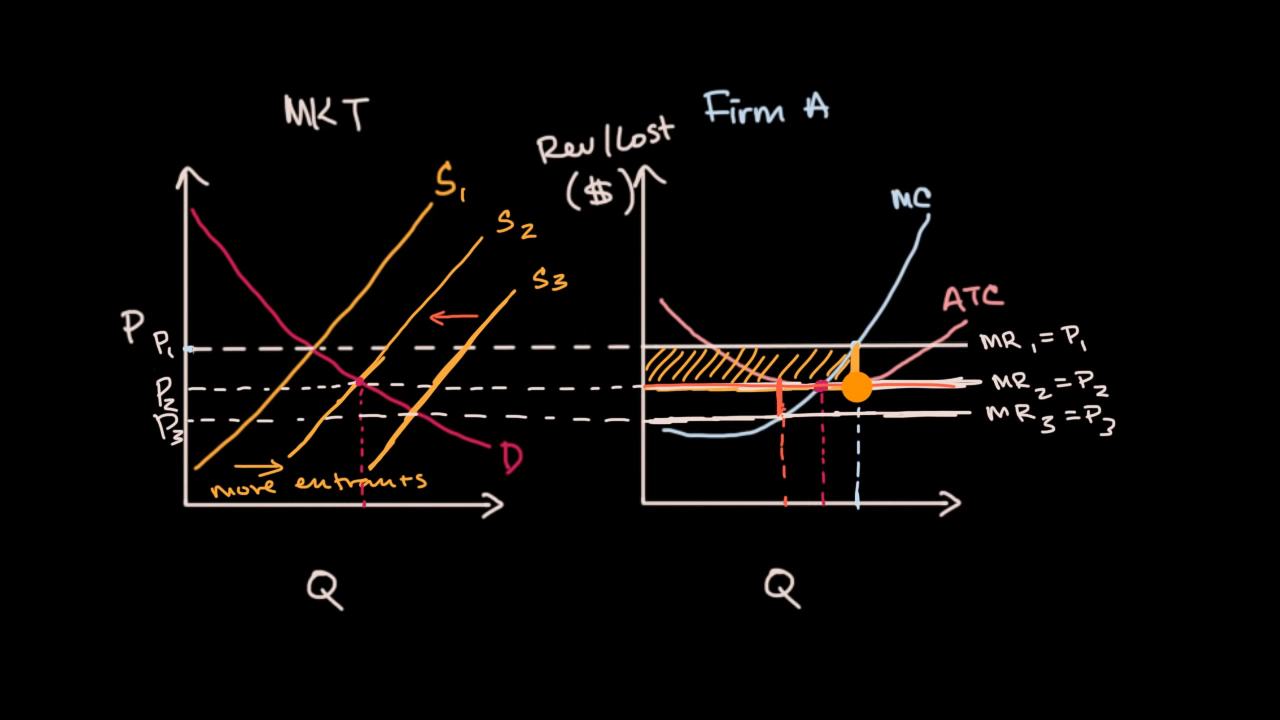 MKT
Firm A
Rev/Cost
($)
S1
S2
S3
MC
ATC
P
P1
P2
P3
MR1=P1
MR2=P2
MR3=P3
D
more entrants
Q
Q